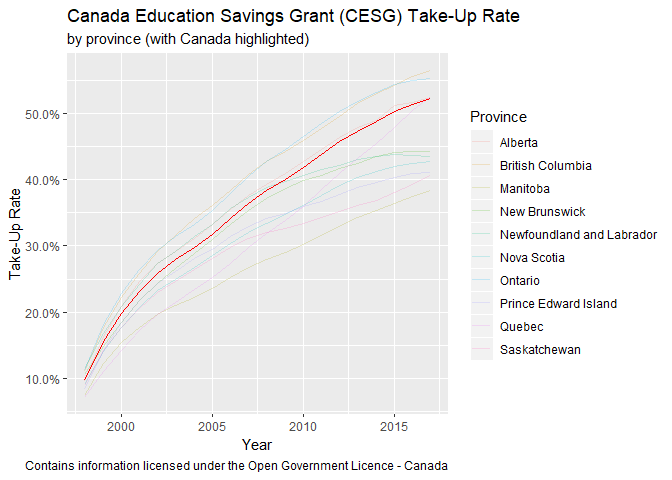 Canada Education Savings Grant (CESG) Take-Up Rate
by province (with Canada highlighted)
Take-Up Rate
50.0%
40.0%
30.0%
20.0%
10.0%
2000
2005
2010
2015
Year
Province
Alberta
British Columbia
Manitoba
New Brunswick
Newfoundland and Labrador
Nova Scotia
Ontario
Prince Edward Island
Quebec
Saskatchewan
Contains information licensed under the Open Government Licence - Canada